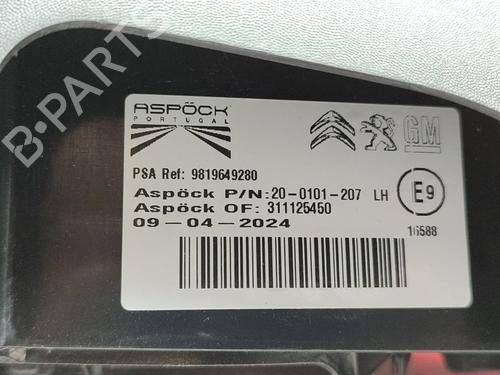 B-PARTS
ASPÖCK
PORTUGAL
GM
PSA Ref: 9819649280
Aspöck P/N:20-0101-207 LH
E9
Aspöck OF: 311125450
09-04-2024
16588